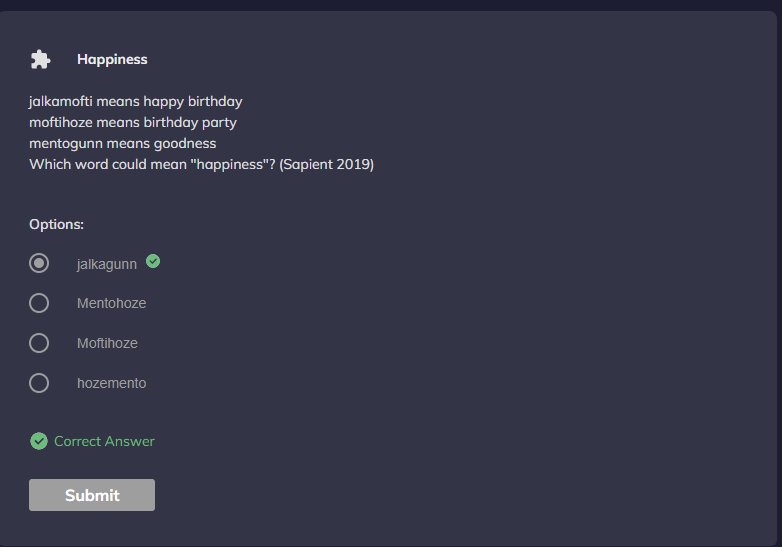 Happiness
jalkamofti means happy birthday
moftihoze means birthday party
mentogunn means goodness
Which word could mean "happiness"? (Sapient 2019)
Options:
jalkagunn
Mentohoze
Moftihoze
hozemento
Correct Answer
Submit